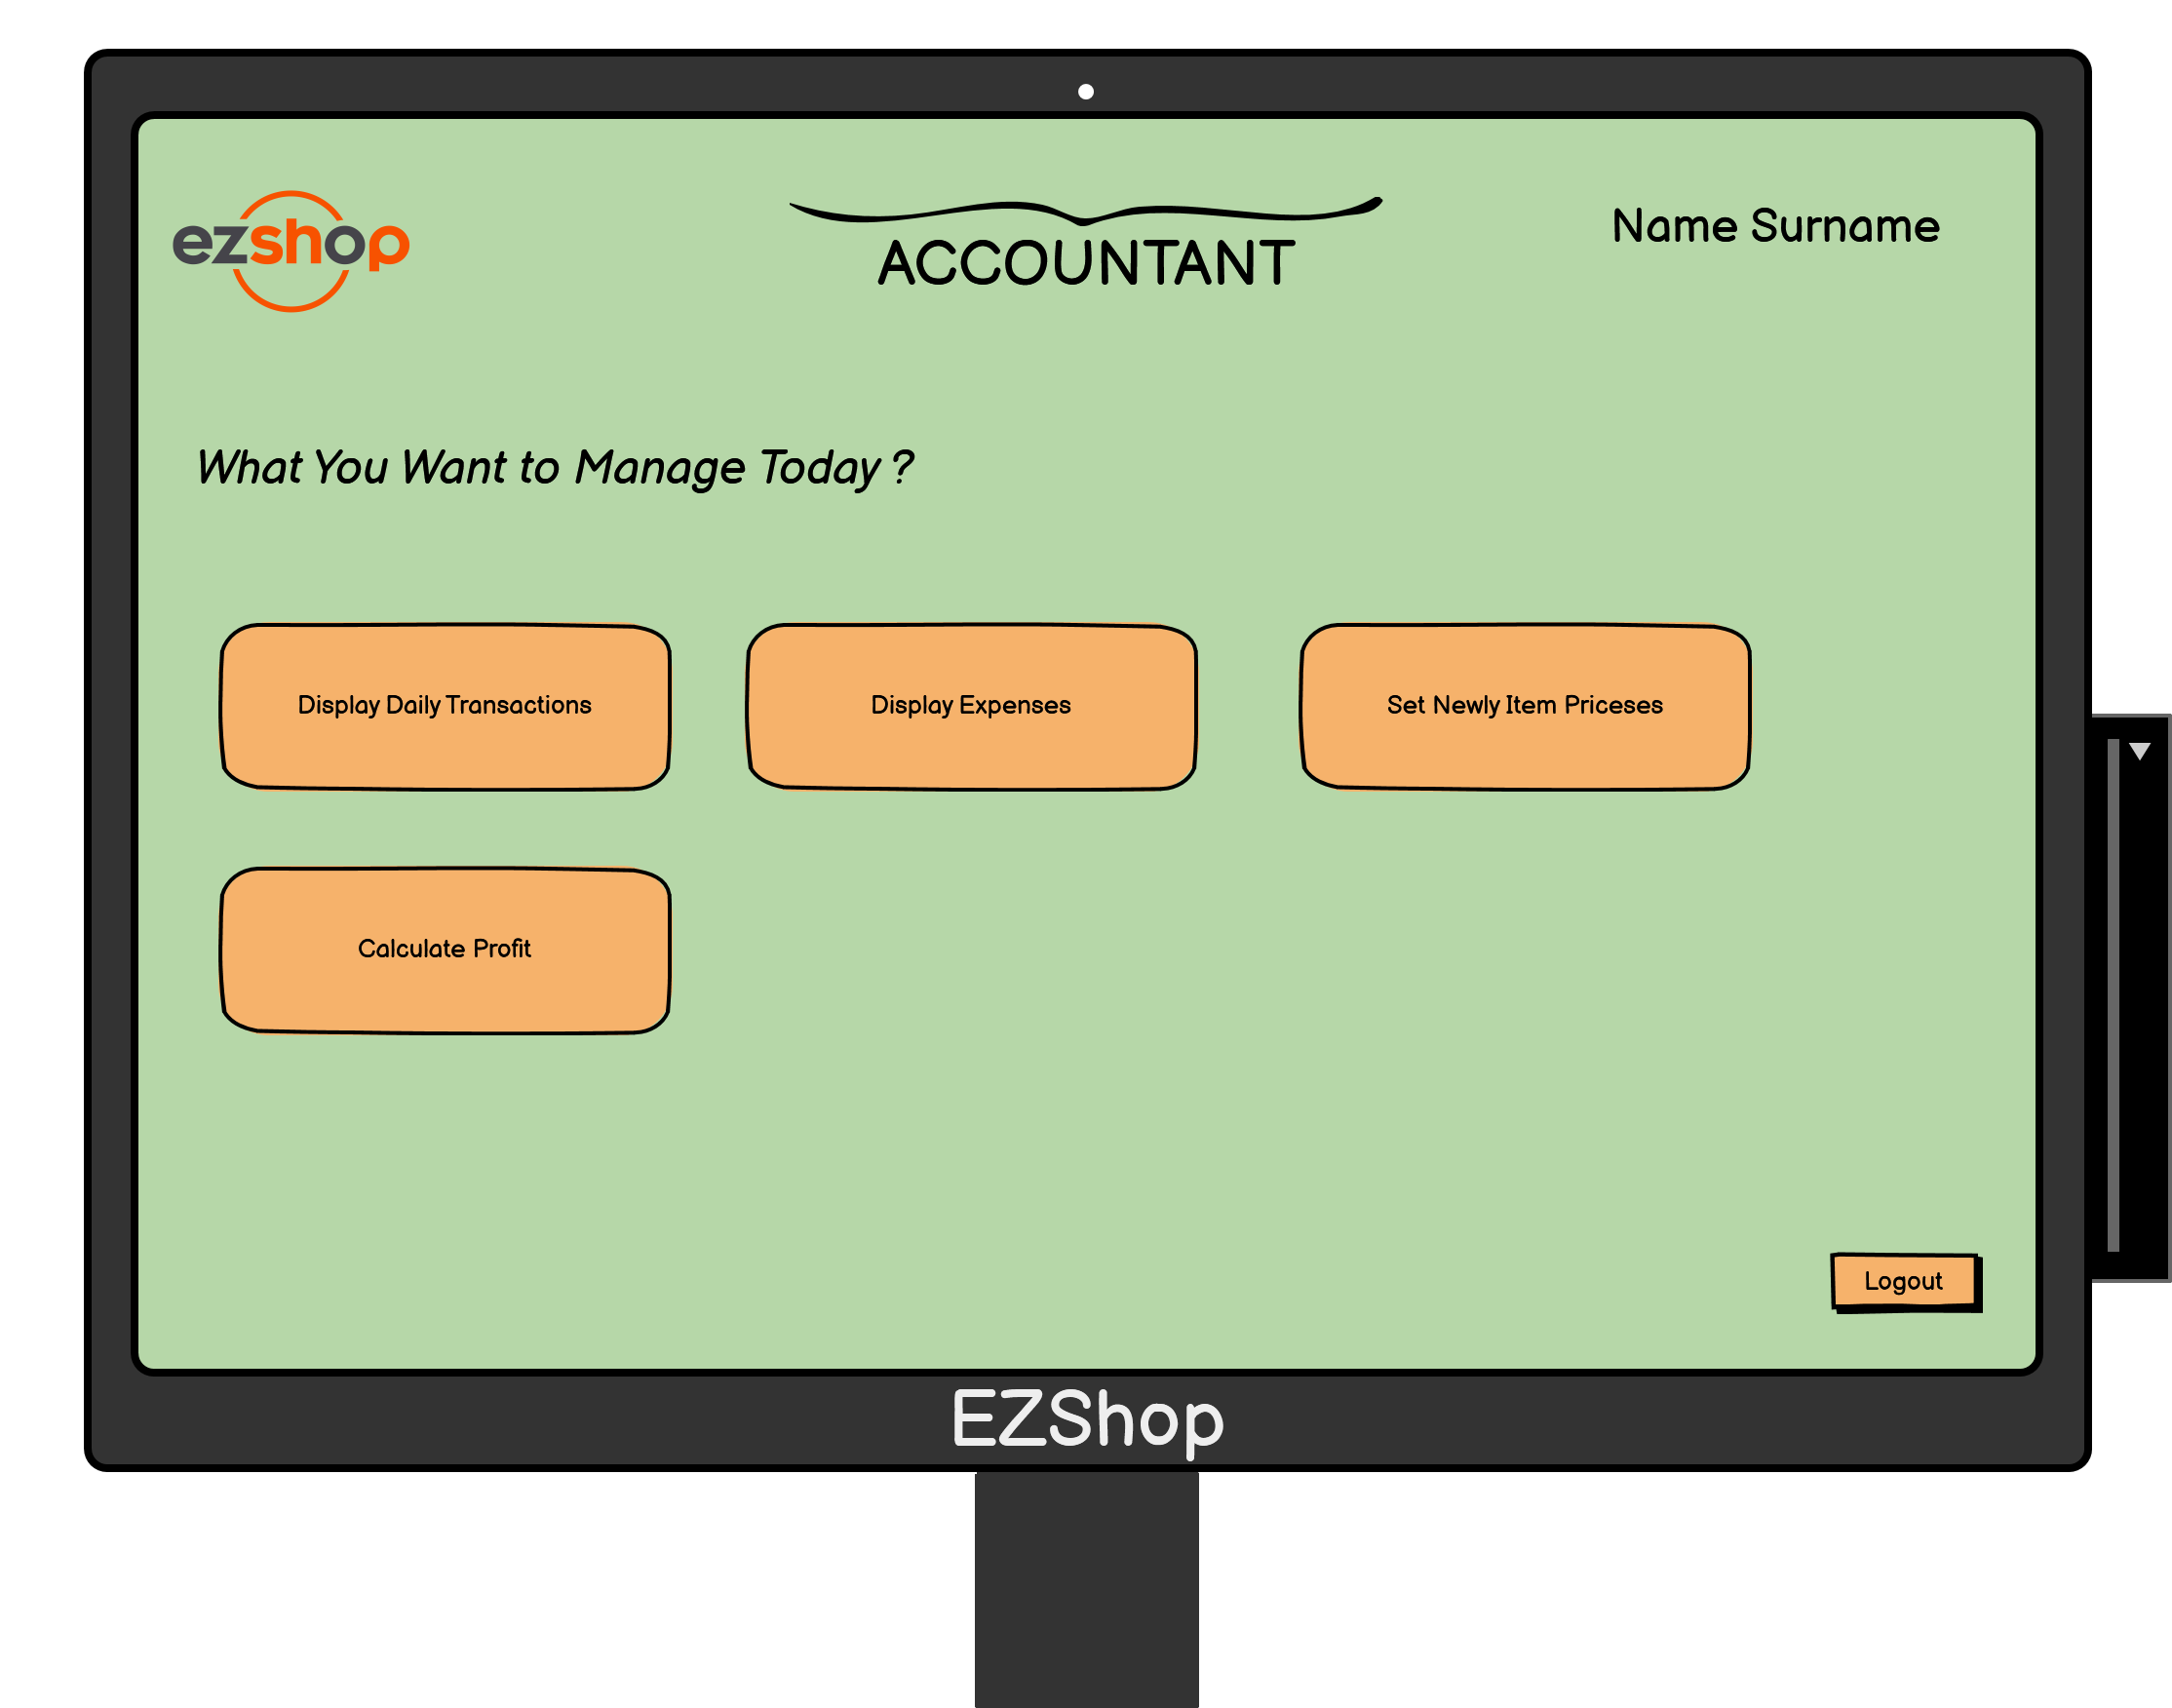 ezshop
ACCOUNTANT
Name Surname
What You Want to Manage Today ?
Display Daily Transactions
Display Expenses
Set Newly Item Priceses
Calculate Profit
Logout
EZShop